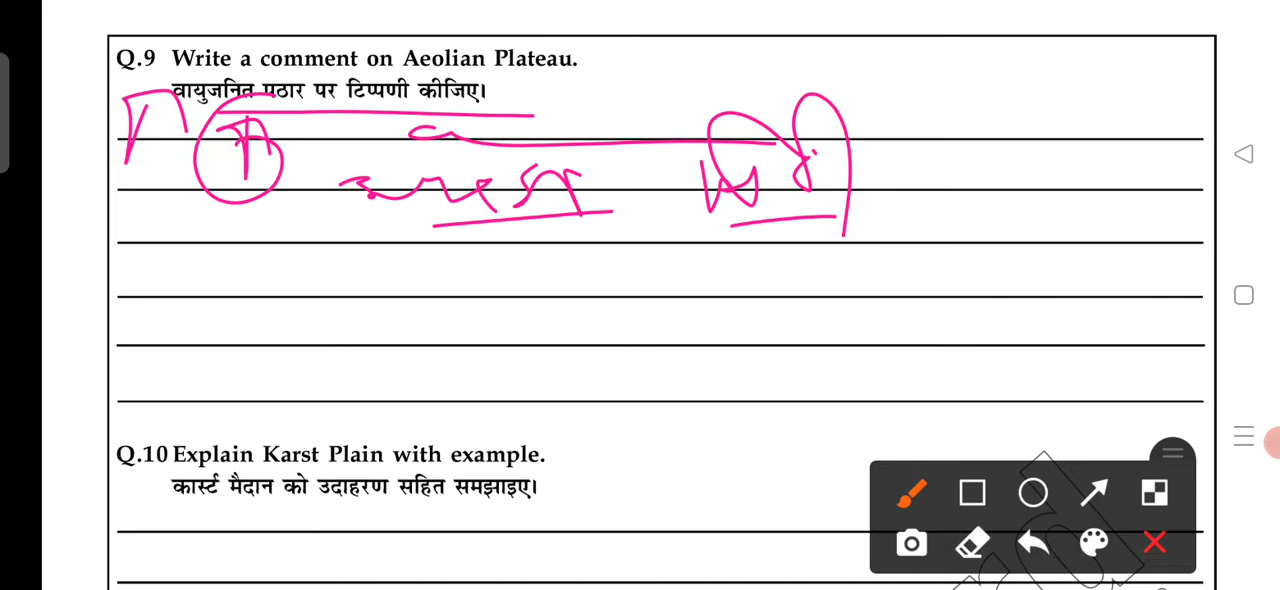 Q.9 Write a comment on Aeolian Plateau.
वायुजनित पठार पर टिप्पणी कीजिए।
Q.10 Explain Karst Plain with example.
कार्स्ट मैदान को उदाहरण सहित समझाइए।